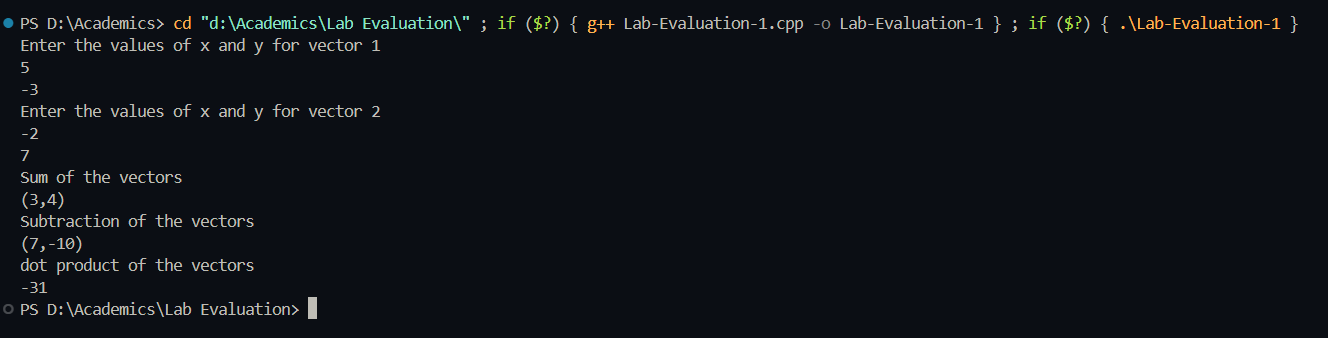 PS D:\Academics> cd "d:\Academics\Lab Evaluation\" ; if ($?) { g++ Lab-Evaluation-1.cpp -o Lab-Evaluation-1 } ; if ($?) { .\Lab-Evaluation-1 }
Enter the values of x and y for vector 1
5
-3
Enter the values of x and y for vector 2
-2
7
Sum of the vectors
(3,4)
Subtraction of the vectors
(7,-10)
dot product of the vectors
-31
PS D:\Academics\Lab Evaluation>